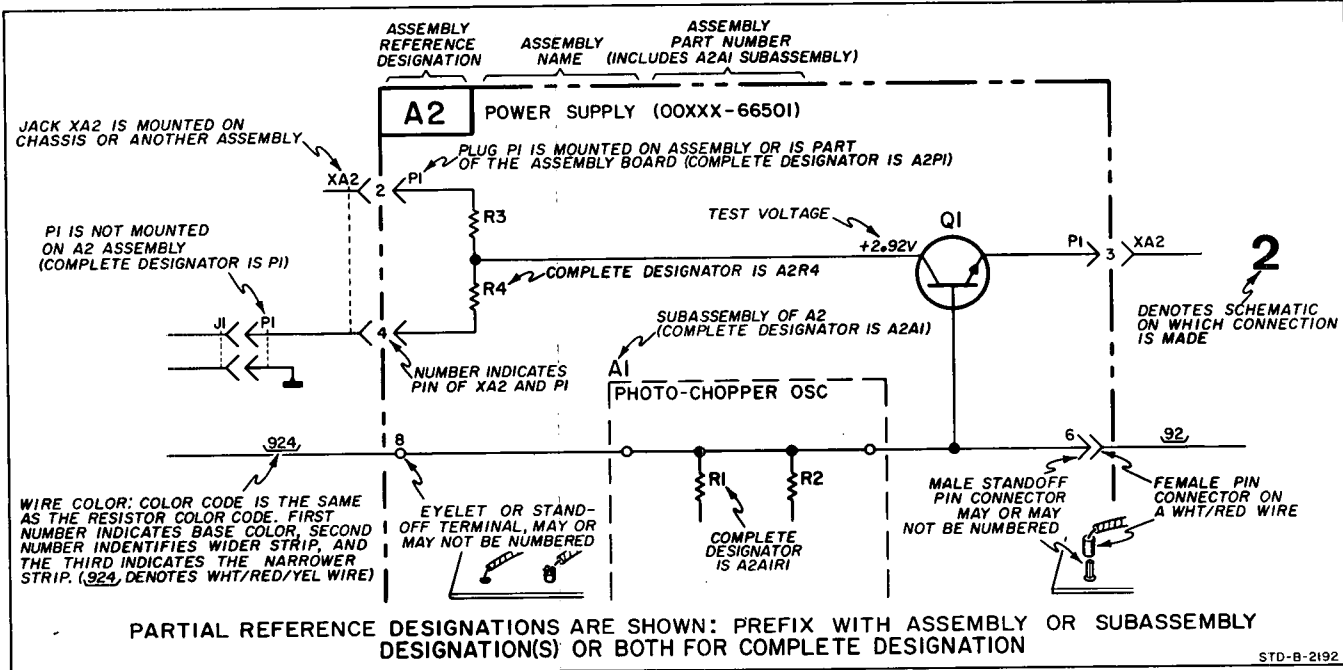 ASSEMBLY
REFERENCE
DESIGNATION
ASSEMBLY
NAME
ASSEMBLY
PART NUMBER
(INCLUDES A2A1 SUBASSEMBLY)
A2
POWER SUPPLY (00XXX-66501)
JACK XA2 IS MOUNTED ON
CHASSIS OR ANOTHER ASSEMBLY
PLUG P1 IS MOUNTED ON ASSEMBLY OR IS PART
OF THE ASSEMBLY BOARD (COMPLETE DESIGNATOR IS A2P1)
XA2
2
P1
R3
TEST VOLTAGE
+2.92V
Q1
P1
3
XA2
2
DENOTES SCHEMATIC
ON WHICH CONNECTION
IS MADE
P1 IS NOT MOUNTED
ON A2 ASSEMBLY
(COMPLETE DESIGNATOR IS P1)
R4
COMPLETE DESIGNATOR IS A2R4
J1
P1
4
NUMBER INDICATES
PIN OF XA2 AND P1
SUBASSEMBLY OF A2
(COMPLETE DESIGNATOR IS A2A1)
A1
PHOTO-CHOPPER OSC
924
8
6
92
R1
R2
WIRE COLOR: COLOR CODE IS THE SAME
AS THE RESISTOR COLOR CODE. FIRST
NUMBER INDICATES BASE COLOR, SECOND
NUMBER INDENTIFIES WIDER STRIP, AND
THE THIRD INDICATES THE NARROWER
STRIP. (924 DENOTES WHT/RED/YEL WIRE)
EYELET OR STAND-
OFF TERMINAL, MAY OR
MAY NOT BE NUMBERED
COMPLETE
DESIGNATOR
IS A2A1R1
MALE STANDOFF
PIN CONNECTOR
MAY OR MAY
NOT BE NUMBERED
FEMALE PIN
CONNECTOR ON
A WHT/RED WIRE
PARTIAL REFERENCE DESIGNATIONS ARE SHOWN: PREFIX WITH ASSEMBLY OR SUBASSEMBLY
DESIGNATION(S) OR BOTH FOR COMPLETE DESIGNATION
STD-B-2192